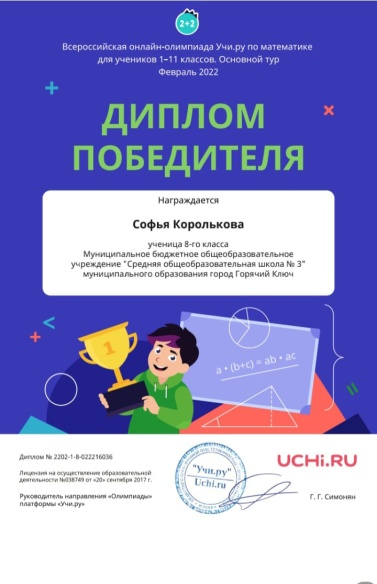 2+2
Всероссийская онлайн-олимпиада Учи.ру по математике
для учеников 1–11 классов. Основной тур
Февраль 2022
ДИПЛОМ
ПОБЕДИТЕЛЯ
Награждается
Софья Королькова
ученица 8-го класса
Муниципальное бюджетное общеобразовательное
учреждение "Средняя общеобразовательная школа № 3"
муниципального образования город Горячий Ключ
1
a • (b+c) = ab • ac
Диплом № 2202-1-8-022216036
Лицензия на осуществление образовательной
деятельности №038749 от «20» сентября 2017 г.
Руководитель направления «Олимпиады»
платформы «Учи.ру»
"Учи.ру"
Uchi.ru
UCHi.RU
Г. Г. Симонян